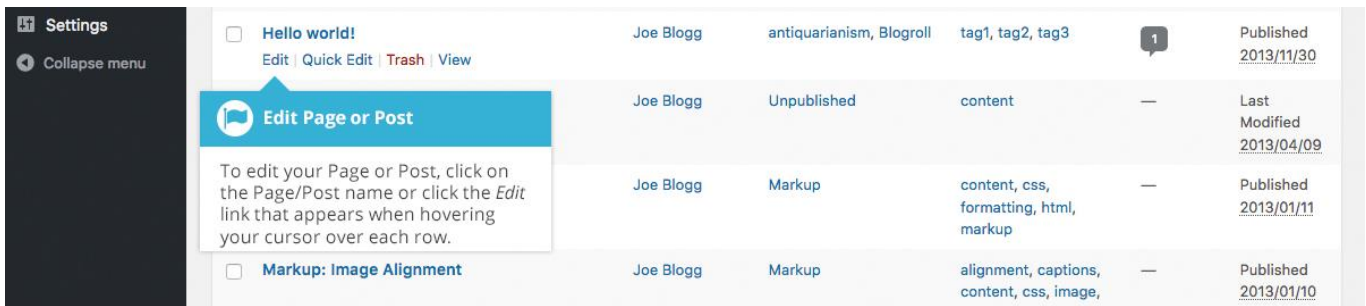 Settings
Collapse menu
Hello world! Joe Blogg antiquarianism, Blogroll tag1, tag2, tag3 1 Published
Edit | Quick Edit | Trash | View 2013/11/30
Edit Page or Post
To edit your Page or Post, click on
the Page/Post name or click the Edit
link that appears when hovering
your cursor over each row.
Joe Blogg Unpublished content — Last
Modified
2013/04/09
Joe Blogg Markup content, css, — Published
formatting, html, 2013/01/11
markup
Markup: Image Alignment Joe Blogg Markup alignment, captions, — Published
content, css, image, 2013/01/10